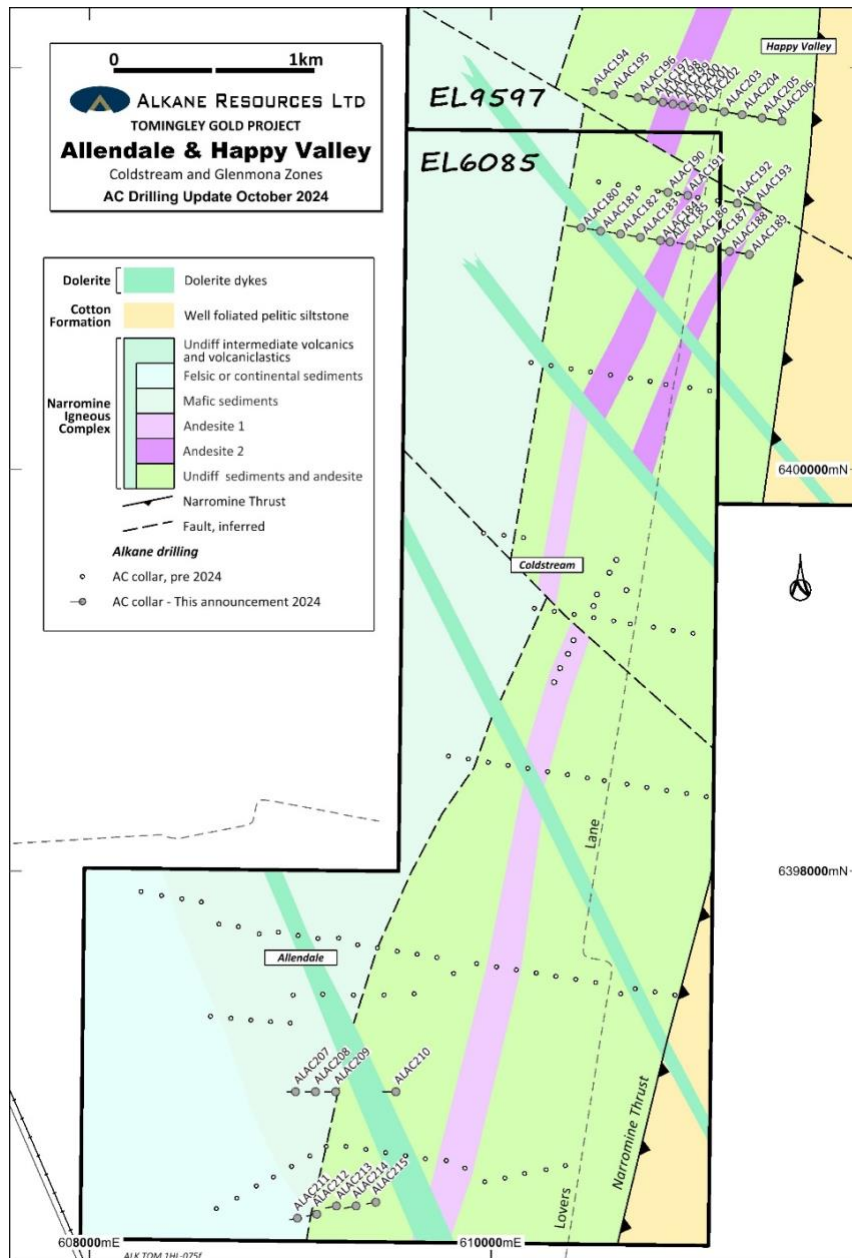 0 1km
ALKANE RESOURCES LTD
TOMINGLEY GOLD PROJECT
Allendale & Happy Valley
Coldstream and Glenmona Zones
AC Drilling Update October 2024
Dolerite
Dolerite dykes
Cotton
Formation
Well foliated pelitic siltstone
Narromine
Igneous
Complex
Undiff intermediate volcanics
and volcaniclastics
Felsic or continental sediments
Mafic sediments
Andesite 1
Andesite 2
Undiff sediments and andesite
Narromine Thrust
Fault, inferred
Alkane drilling
AC collar, pre 2024
AC collar - This announcement 2024
EL9597
EL6085
Happy Valley
ALAC194
ALAC195
ALAC196
ALAC197
ALAC198
ALAC202
ALAC203
ALAC204
ALAC205
ALAC206
ALAC190
ALAC191
ALAC192
ALAC193
ALAC180
ALAC181
ALAC182
ALAC183
ALAC184
ALAC185
ALAC186
ALAC187
ALAC188
ALAC189
6400000mN
Coldstream
Lane
6398000mN
Allendale
ALAC207
ALAC208
ALAC209
ALAC210
Narromine Thrust
ALAC211
ALAC212
ALAC213
ALAC214
ALAC215
Lovers
608000mE
610000mE